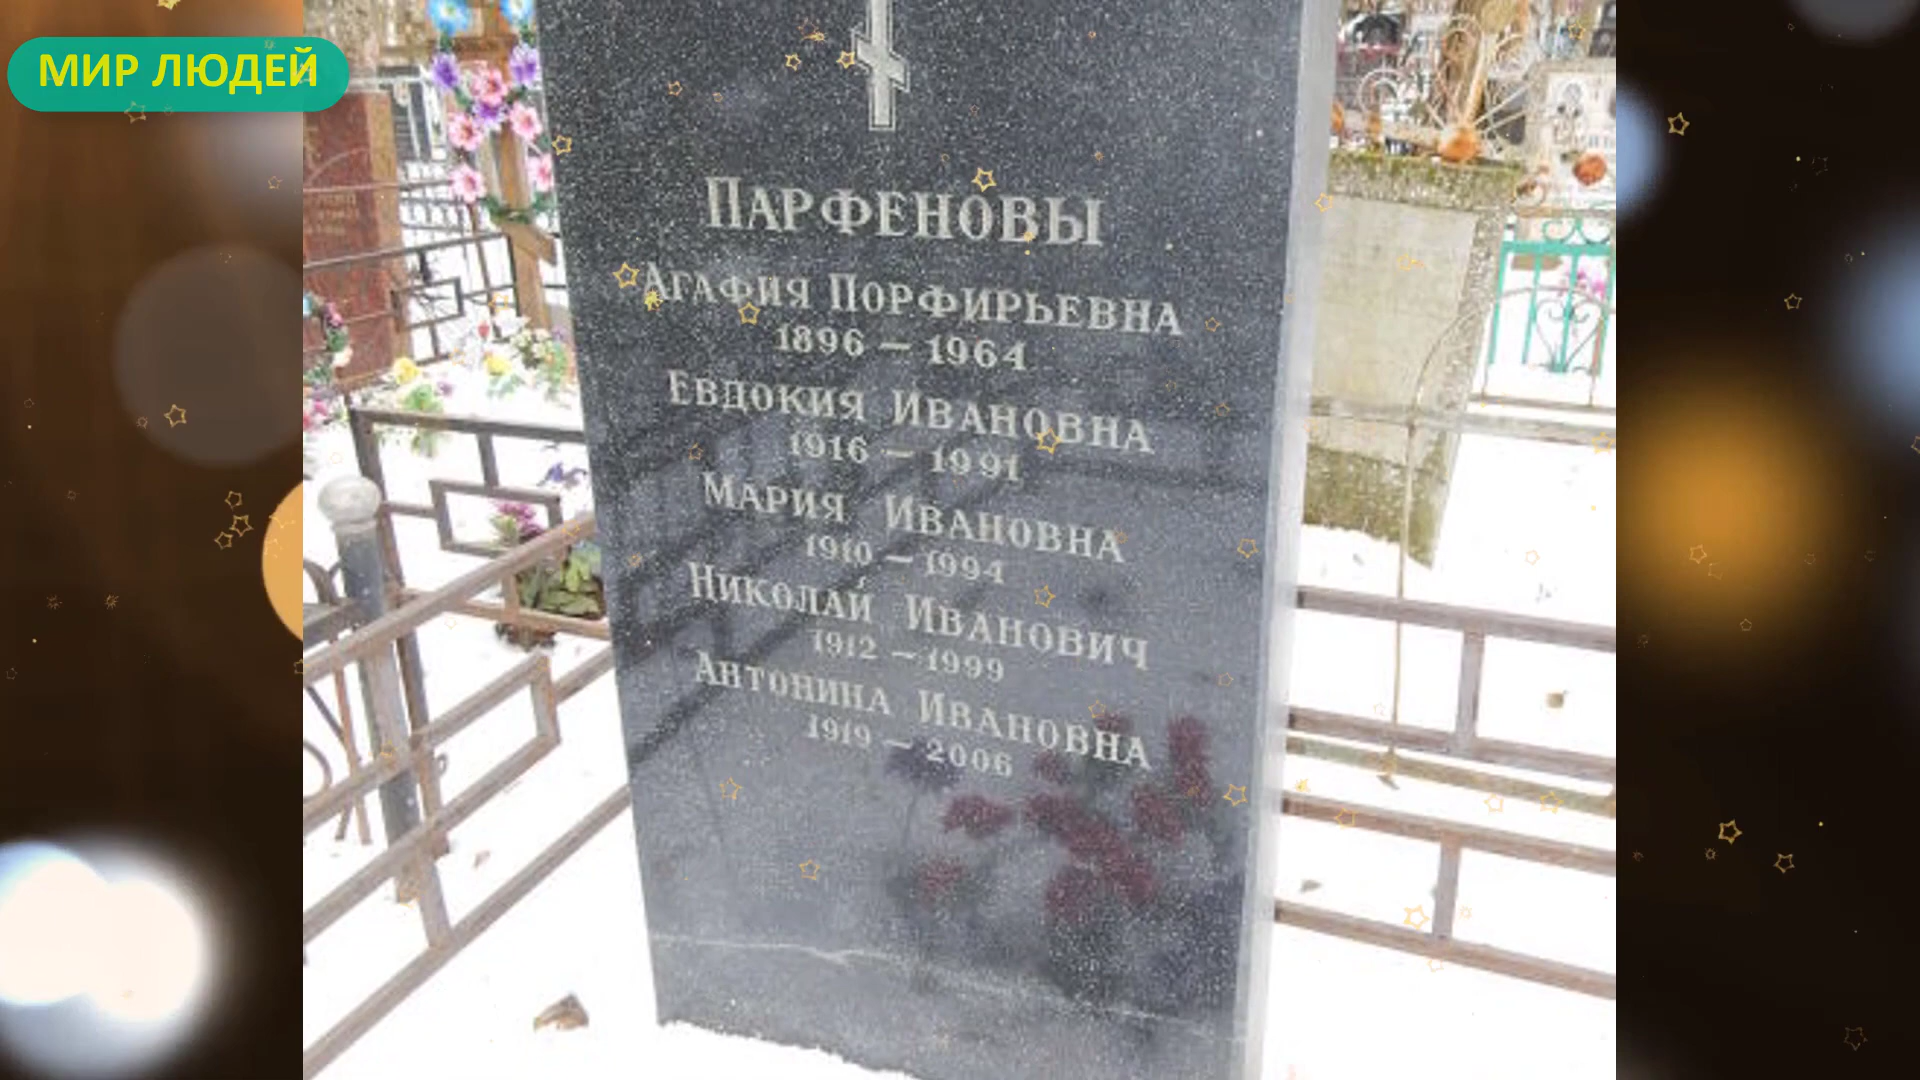 МИР ЛЮДЕЙ
ПАРФЕНОВЫ
АГАФИЯ ПОРФИРЬЕВНА
1896 – 1964
ЕВДОКИЯ ИВАНОВНА
1916 – 1991
МАРИЯ ИВАНОВНА
1910 – 1994
НИКОЛАЙ ИВАНОВИЧ
1912 – 1999
АНТОНИНА ИВАНОВНА
1919 – 2006